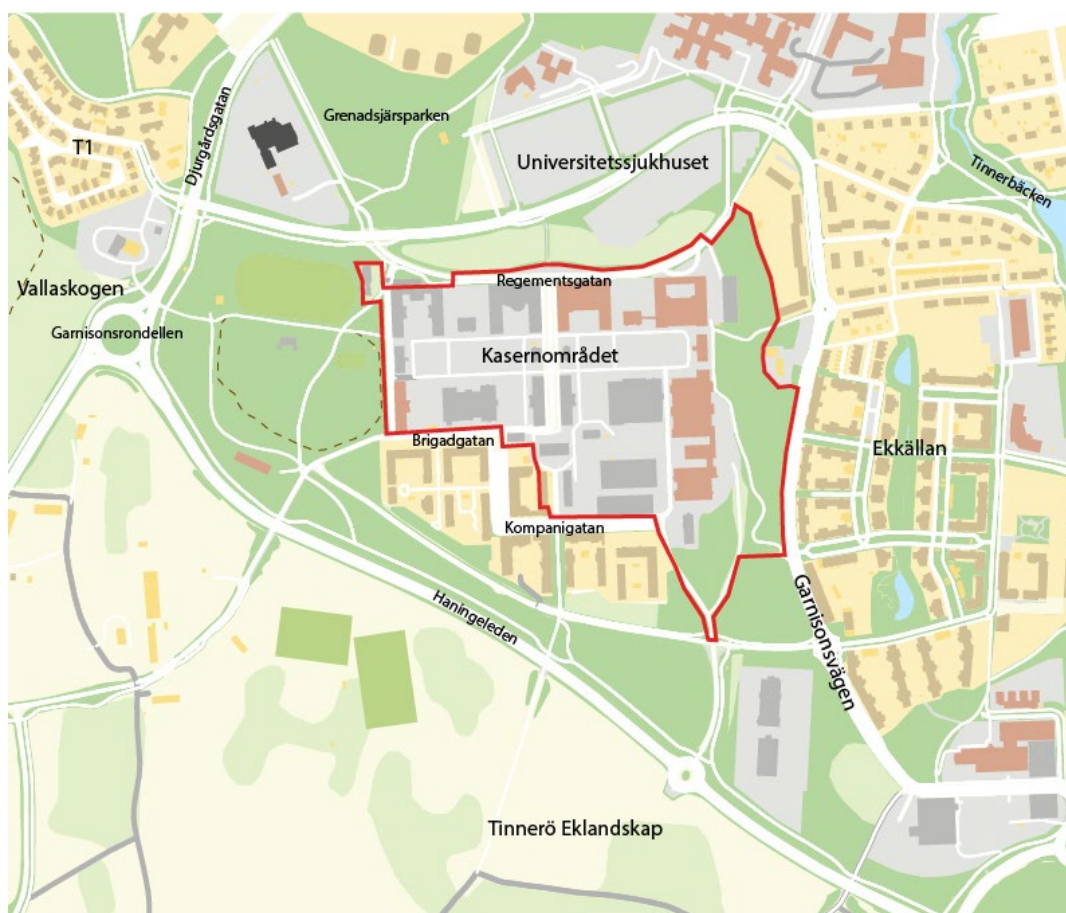 Grenadsjärsparken
T1
Djurgårdsgatan
Universitetssjukhuset
Tinnerbäcken
Vallaskogen
Regementsgatan
Garnisonsrondellen
Kasernområdet
Brigadgatan
Ekkällan
Kompanigatan
Haningeleden
Garnisonsvägen
Tinnerö Eklandskap